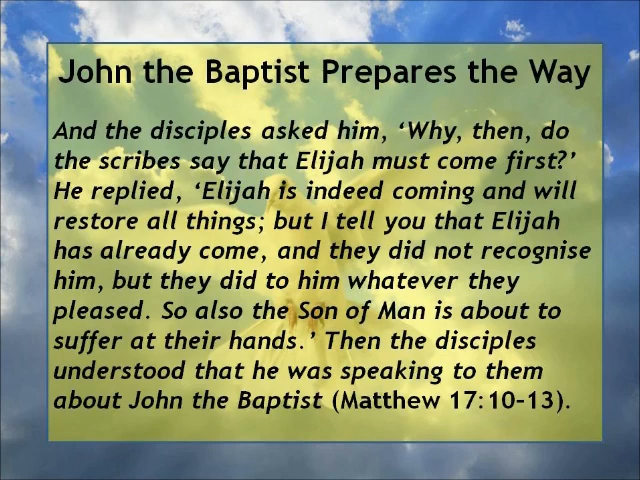 John the Baptist Prepares the Way
And the disciples asked him, ‘Why, then, do
the scribes say that Elijah must come first?’
He replied, ‘Elijah is indeed coming and will
restore all things; but I tell you that Elijah
has already come, and they did not recognise
him, but they did to him whatever they
pleased. So also the Son of Man is about to
suffer at their hands.’ Then the disciples
understood that he was speaking to them
about John the Baptist (Matthew 17:10–13).